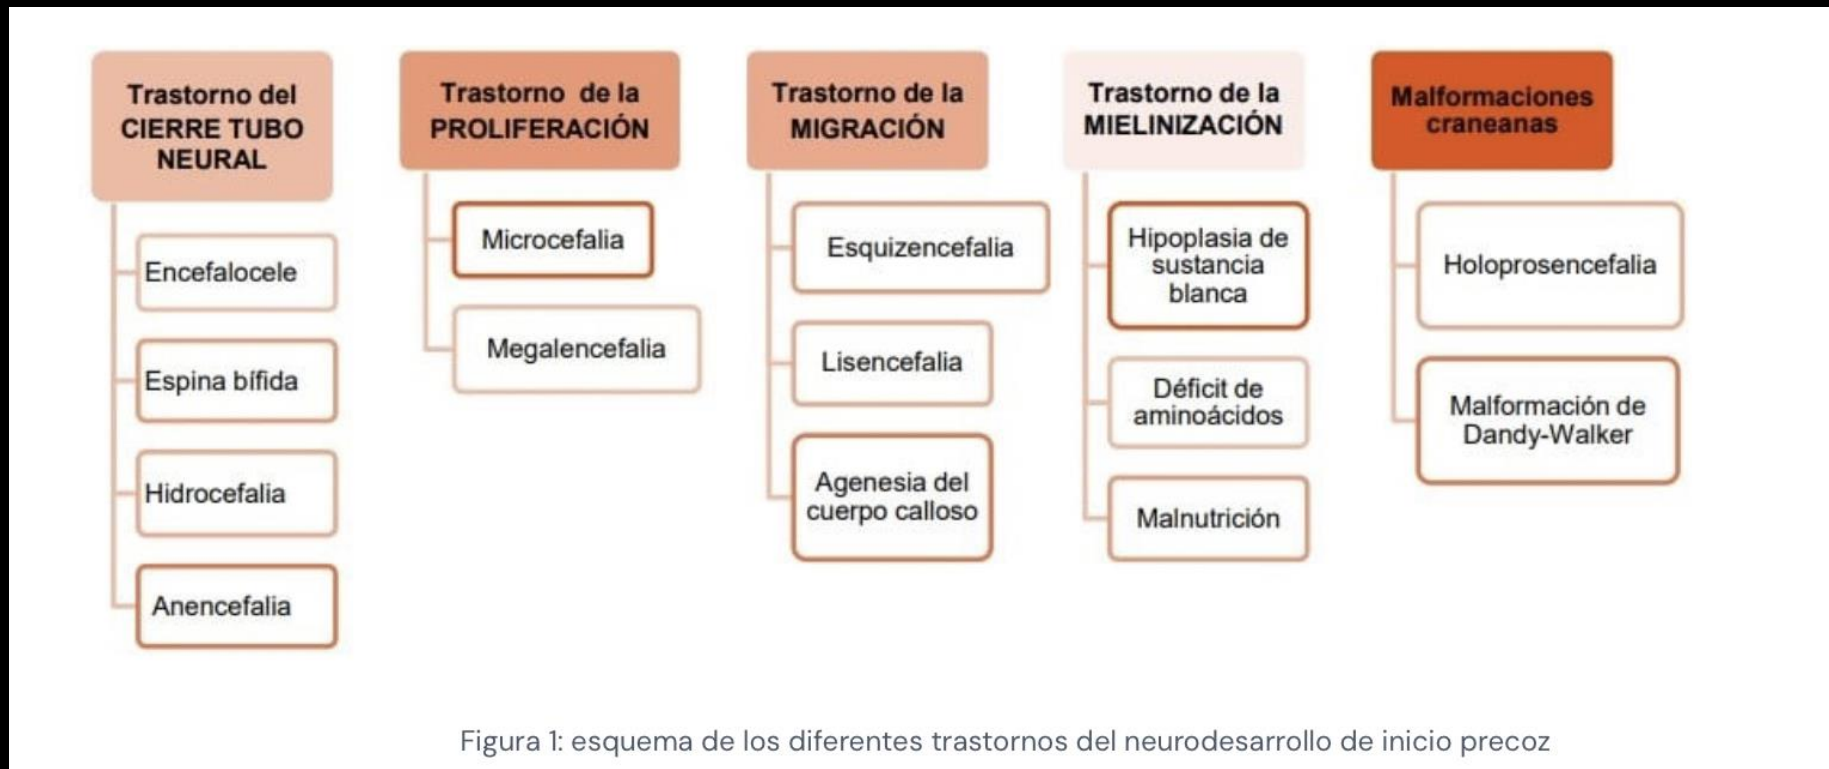 Trastorno del
CIERRE TUBO
NEURAL
Encefalocele
Espina bífida
Hidrocefalia
Anencefalia
Trastorno de la
PROLIFERACIÓN
Microcefalia
Megalencefalia
Trastorno de la
MIGRACIÓN
Esquizencefalia
Lisencefalia
Agenesia del
cuerpo calloso
Trastorno de la
MIELINIZACIÓN
Hipoplasia de
sustancia
blanca
Déficit de
aminoácidos
Malnutrición
Malformaciones
craneanas
Holoprosencefalia
Malformación de
Dandy-Walker
Figura 1: esquema de los diferentes trastornos del neurodesarrollo de inicio precoz